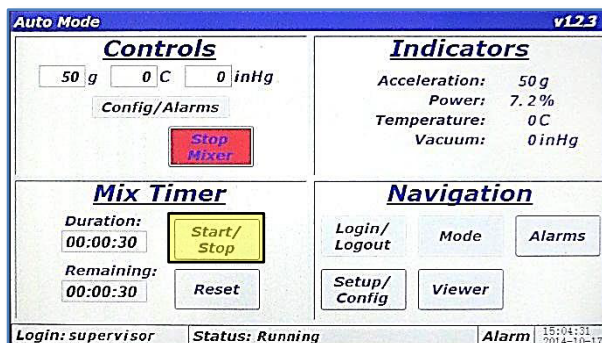 Auto Mode v1.2.3
Controls
50 g 0 C 0 inHg
Config/Alarms
Stop
Mixer
Indicators
Acceleration: 50 g
Power: 7.2%
Temperature: 0 C
Vacuum: 0 inHg
Mix Timer
Duration:
00:00:30
Start/
Stop
Remaining:
00:00:30
Reset
Navigation
Login/
Logout
Mode
Alarms
Setup/
Config
Viewer
Login: supervisor Status: Running Alarm 15:04:31
2014-10-17